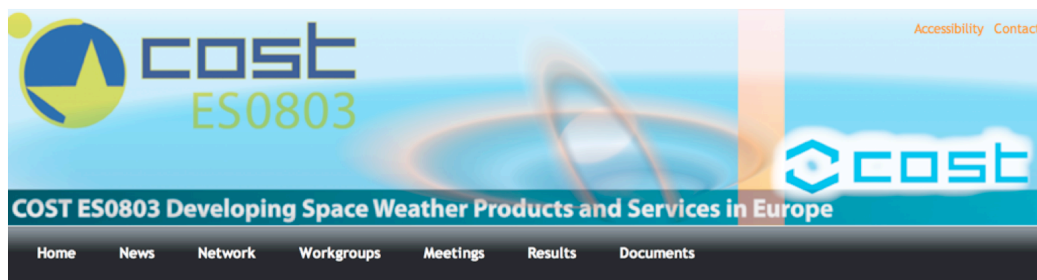 Accessibility Contact
cost
ES0803
cost
COST ES0803 Developing Space Weather Products and Services in Europe
Home News Network Workgroups Meetings Results Documents